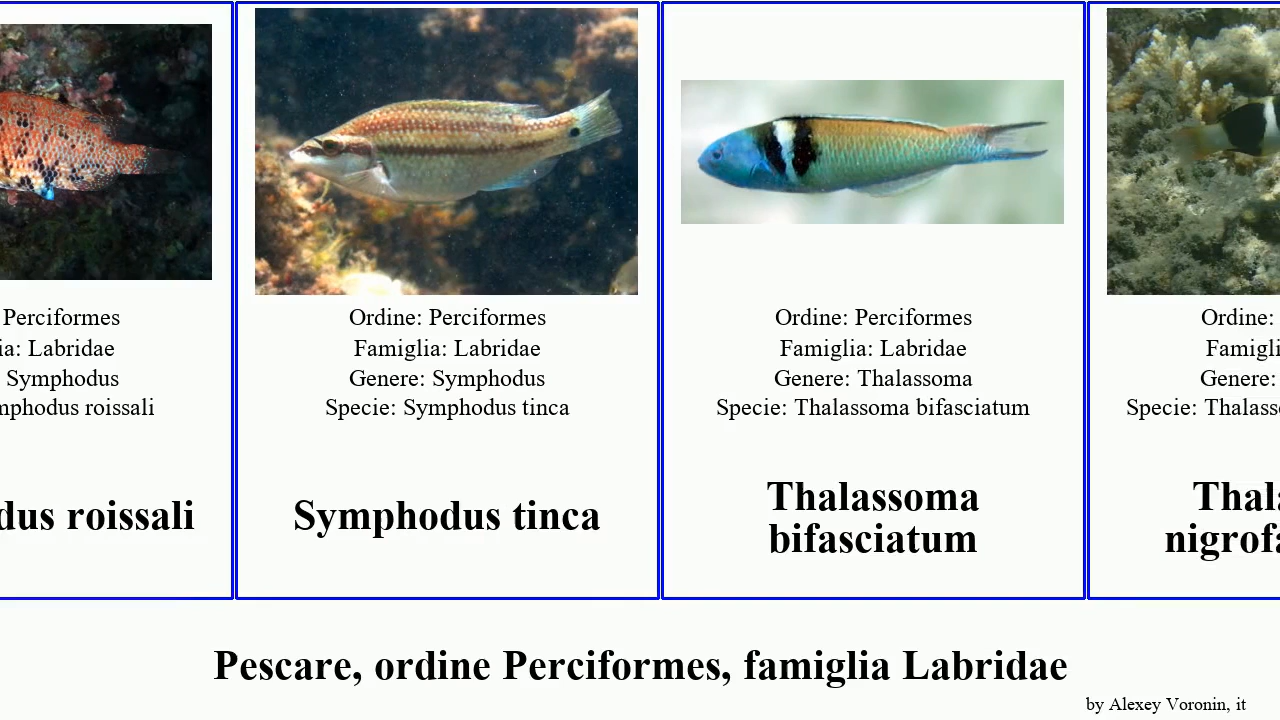 Perciformes
ia: Labridae
Symphodus
mphodus roissali
dus roissali
Ordine: Perciformes
Famiglia: Labridae
Genere: Symphodus
Specie: Symphodus tinca
Symphodus tinca
Ordine: Perciformes
Famiglia: Labridae
Genere: Thalassoma
Specie: Thalassoma bifasciatum
Thalassoma
bifasciatum
Ordine:
Famigli
Genere:
Specie: Thalass
Thal
nigrof
Pescare, ordine Perciformes, famiglia Labridae
by Alexey Voronin, it